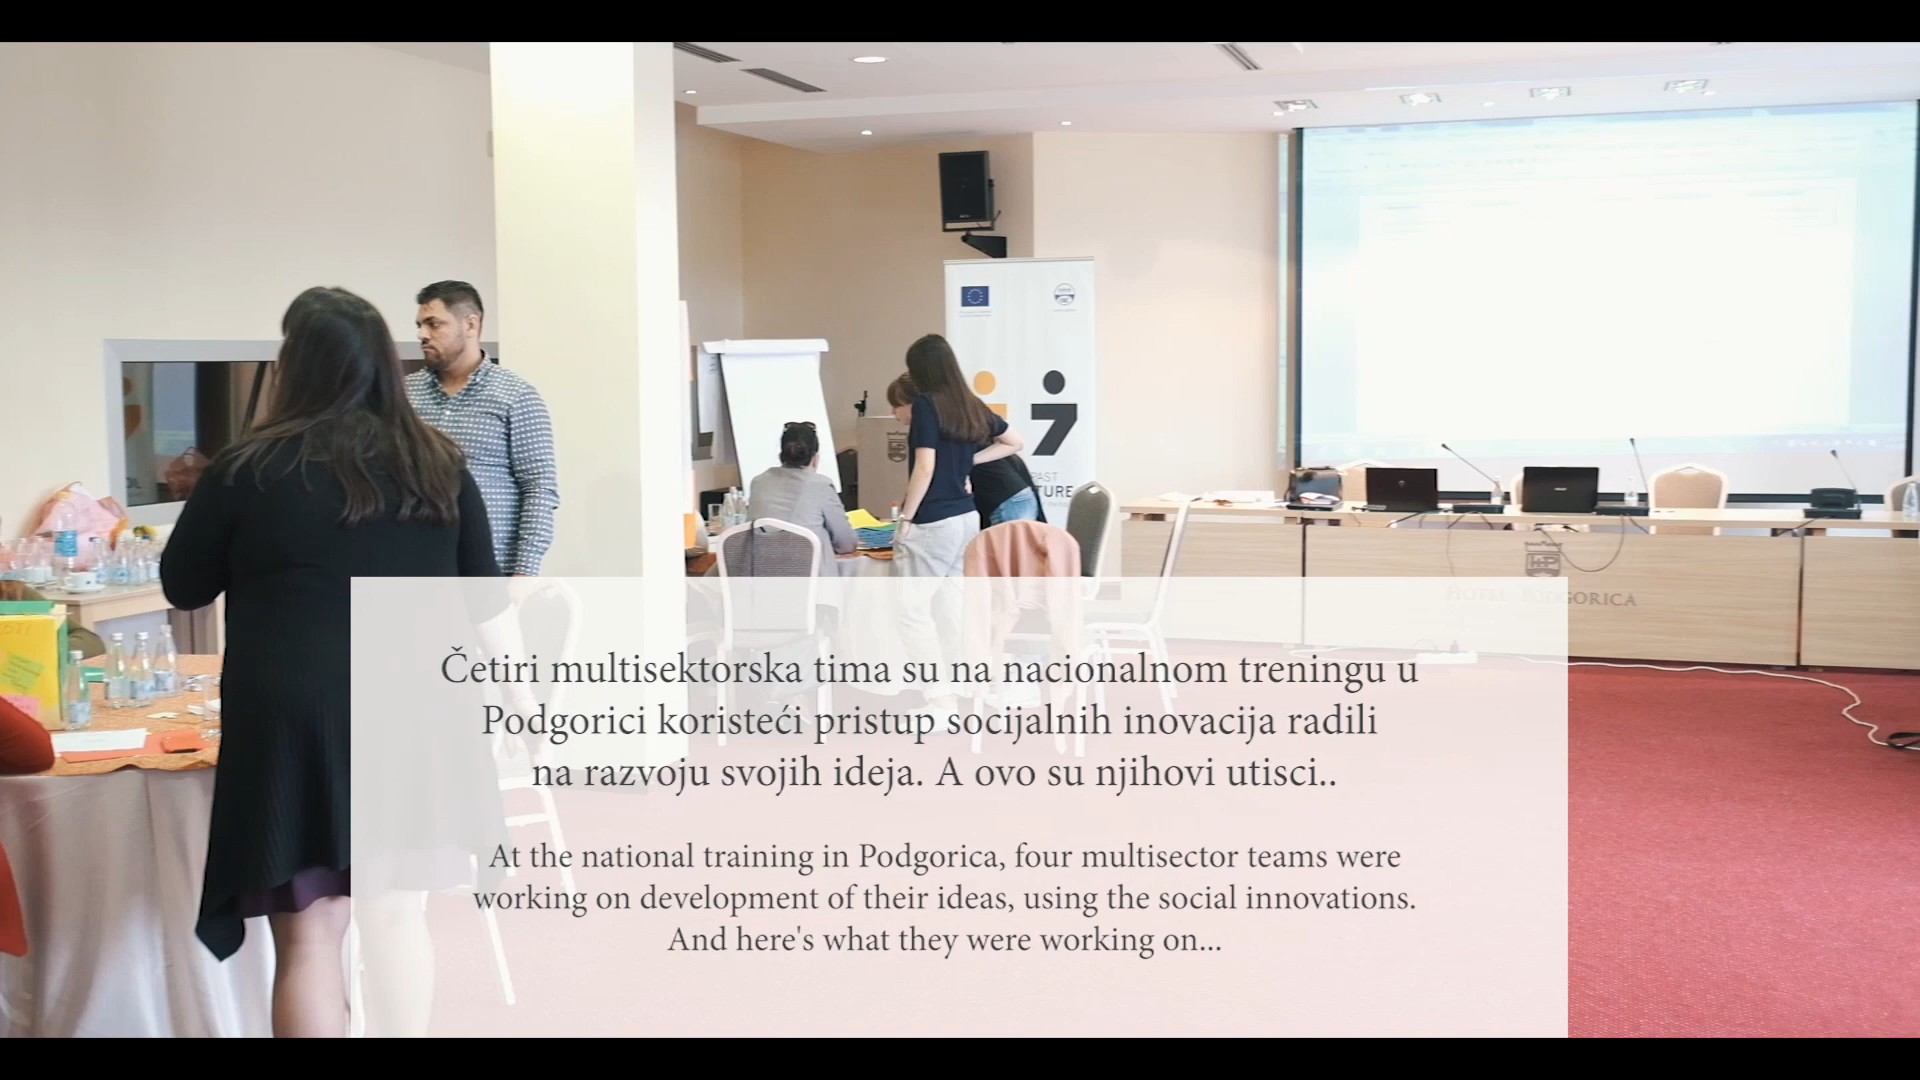 PAST
TURE
HOTEL PODGORICA
Četiri multisektorska tima su na nacionalnom treningu u
Podgorici koristeći pristup socijalnih inovacija radili
na razvoju svojih ideja. A ovo su njihovi utisci..
At the national training in Podgorica, four multisector teams were
working on development of their ideas, using the social innovations.
And here's what they were working on...